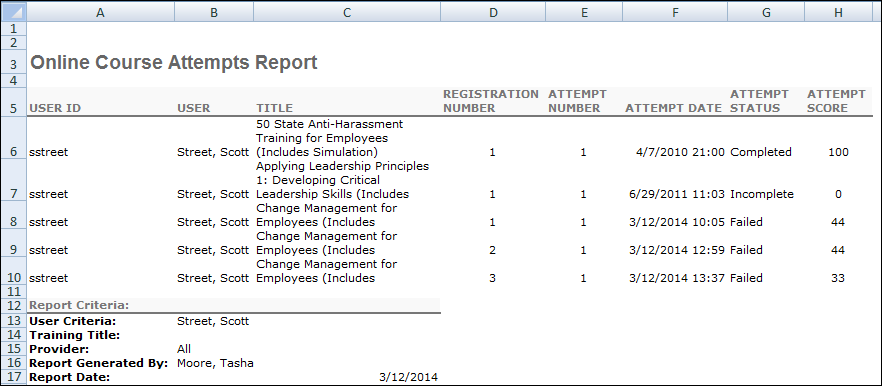 A B C D E F G H
1
2
3 Online Course Attempts Report
4
REGISTRATION ATTEMPT ATTEMPT ATTEMPT
5 USER ID USER TITLE NUMBER NUMBER ATTEMPT DATE STATUS SCORE
50 State Anti-Harassment
Training for Employees
6 sstreet Street, Scott (Includes Simulation) 1 1 4/7/2010 21:00 Completed 100
Applying Leadership Principles
1: Developing Critical
7 sstreet Street, Scott Leadership Skills (Includes 1 1 6/29/2011 11:03 Incomplete 0
Change Management for
8 sstreet Street, Scott Employees (Includes 1 1 3/12/2014 10:05 Failed 44
Change Management for
9 sstreet Street, Scott Employees (Includes 2 1 3/12/2014 12:59 Failed 44
Change Management for
10 sstreet Street, Scott Employees (Includes 3 1 3/12/2014 13:37 Failed 33
11
12 Report Criteria:
13 User Criteria: Street, Scott
14 Training Title:
15 Provider: All
16 Report Generated By: Moore, Tasha
17 Report Date: 3/12/2014